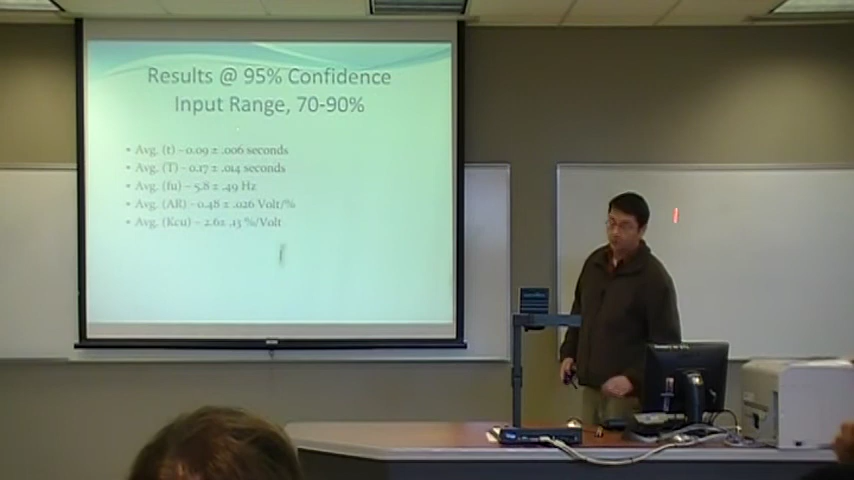 Results @ 95% Confidence
Input Range, 70-90%
• Avg. (t) – 0.09 ± .006 seconds
• Avg. (T) – 0.17 ± .014 seconds
• Avg. (fu) – 5.8 ± .49 Hz
• Avg. (AR) – 0.48 ± .026 Volt/%
• Avg. (Kcu) – 2.6± .13 %/Volt